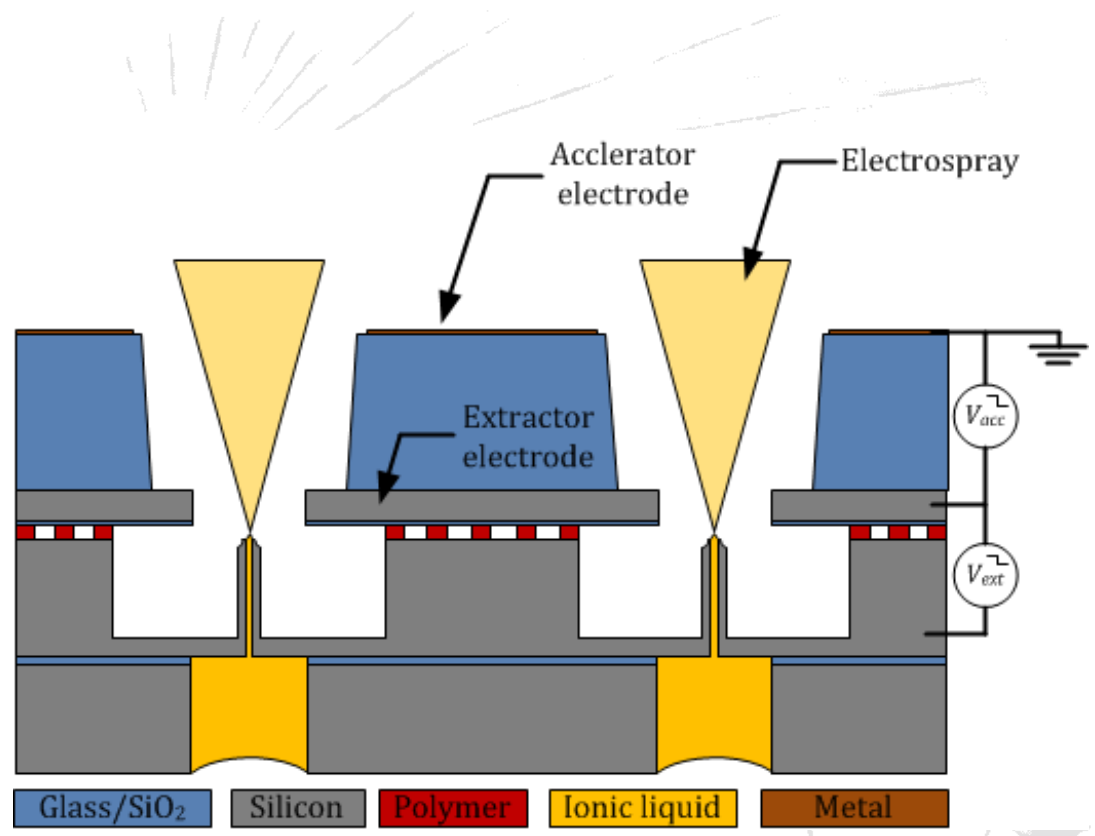 Acclerator
electrode
Electrospray
Extractor
electrode
Vacc
Vext
Glass/SiO₂
Silicon
Polymer
Ionic liquid
Metal